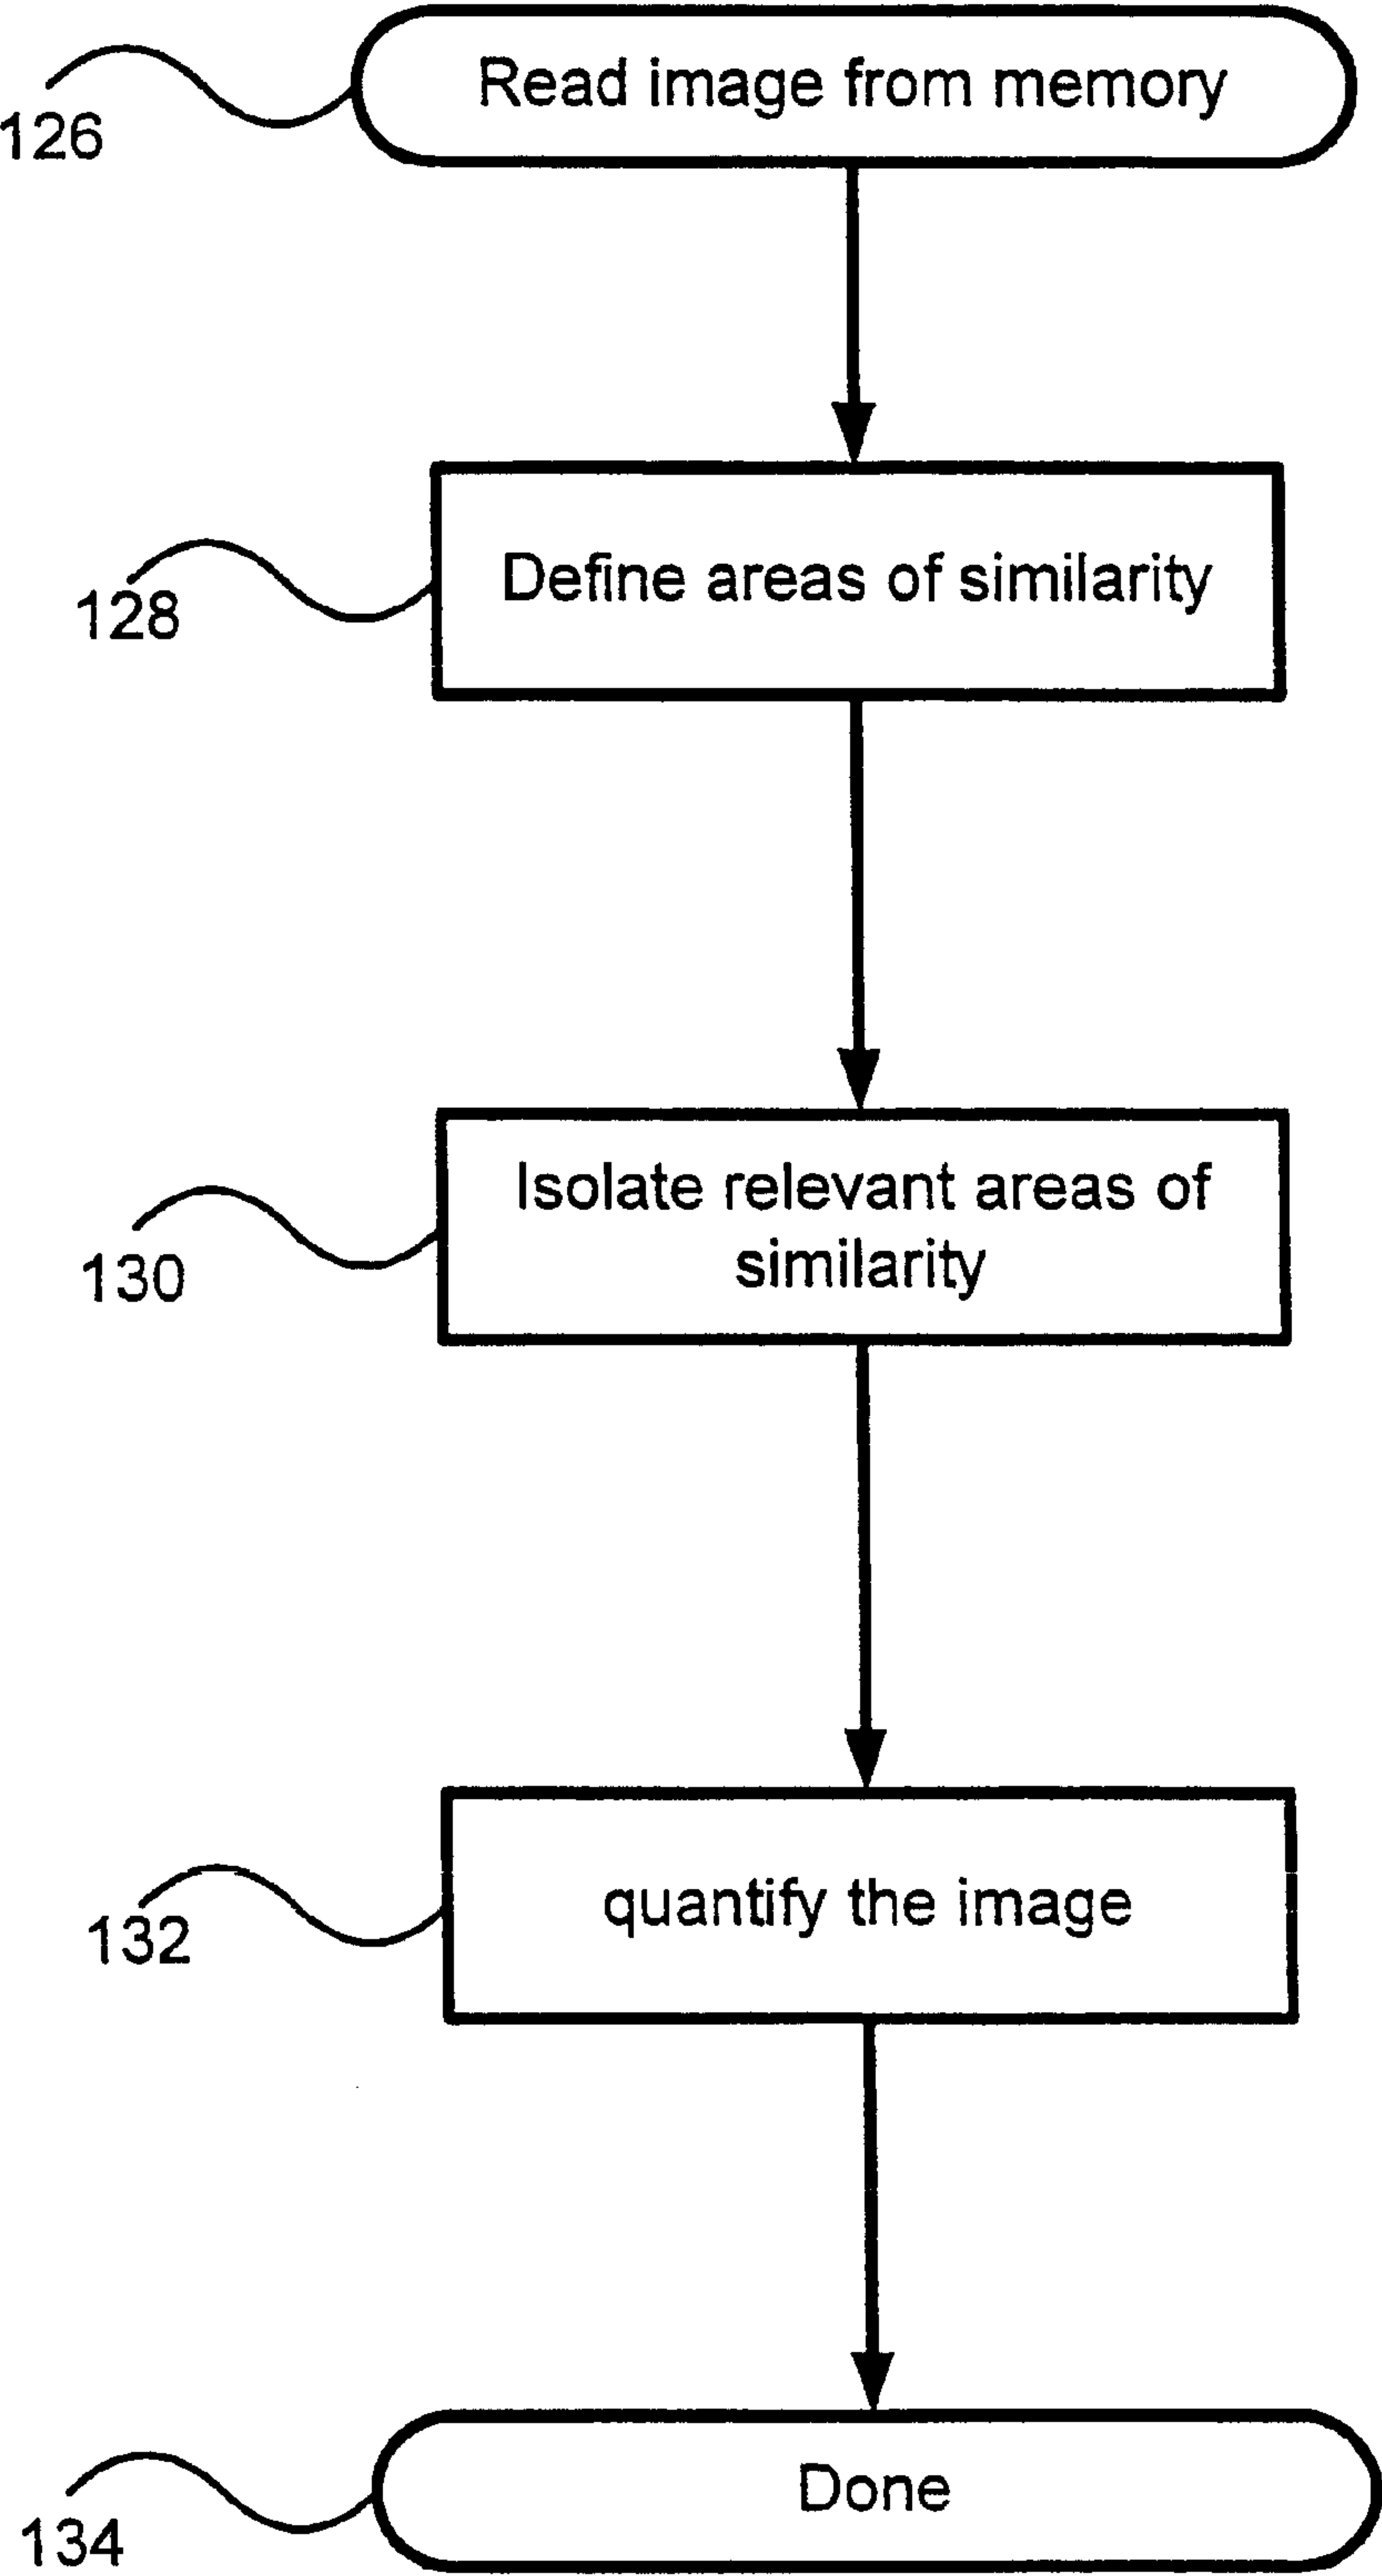 Read image from memory
126
Define areas of similarity
128
Isolate relevant areas of
similarity
130
quantify the image
132
Done
134